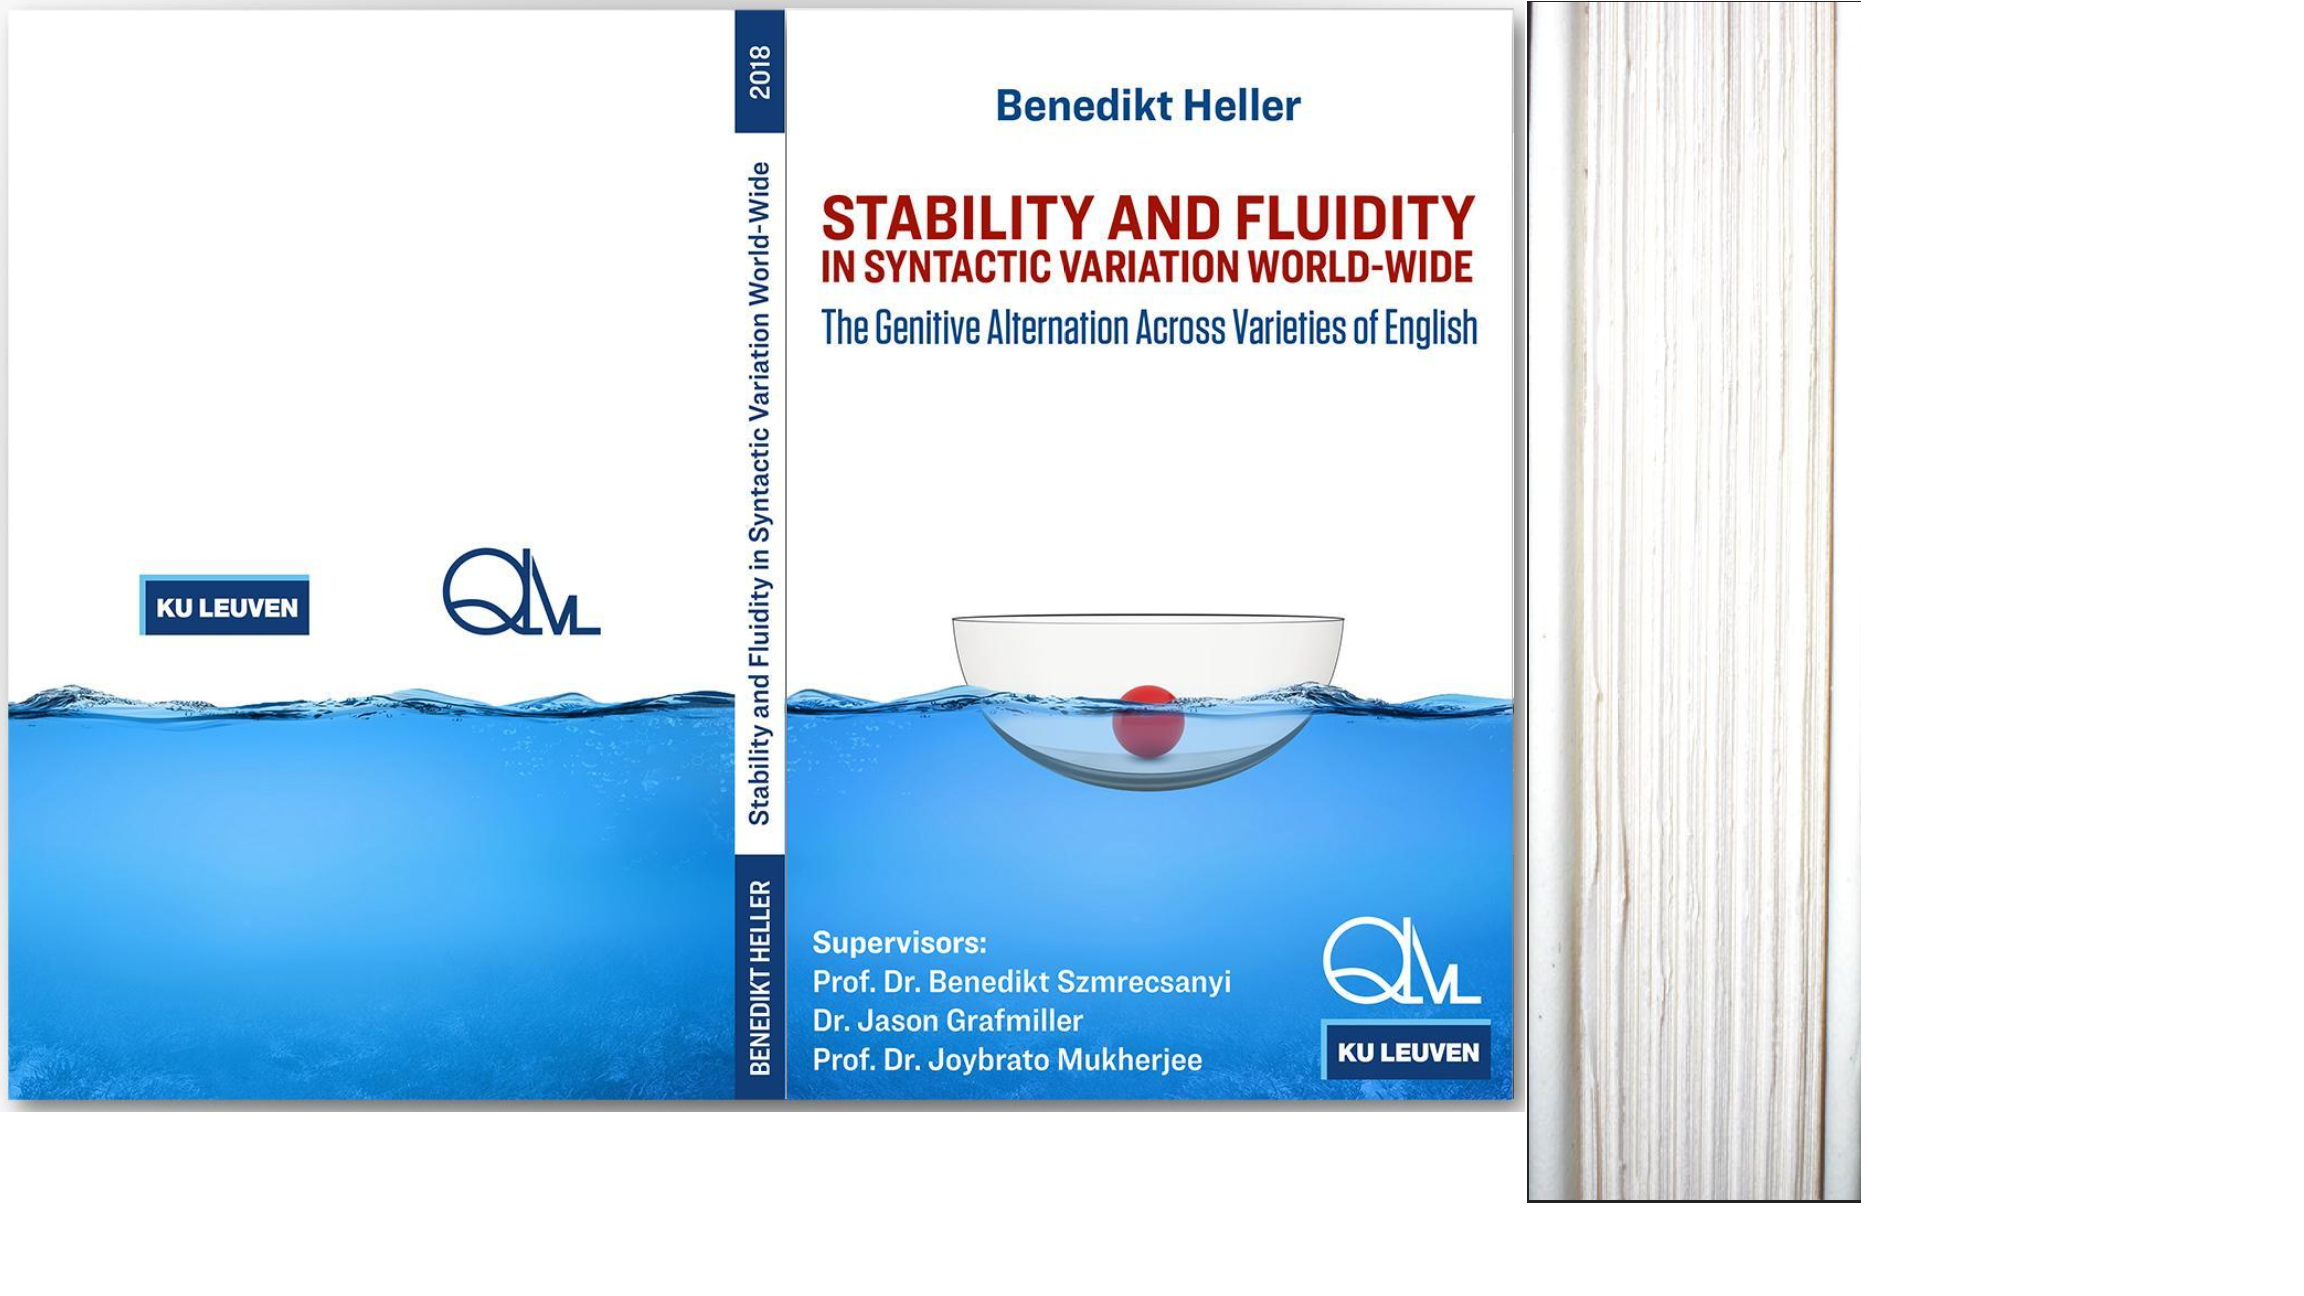 KU LEUVEN
QLVL
2018
Stability and Fluidity in Syntactic Variation World-Wide
BENEDIKT HELLER
Benedikt Heller
STABILITY AND FLUIDITY
IN SYNTACTIC VARIATION WORLD-WIDE
The Genitive Alternation Across Varieties of English
Supervisors:
Prof. Dr. Benedikt Szmrecsanyi
Dr. Jason Grafmiller
Prof. Dr. Joybrato Mukherjee
QLVL
KU LEUVEN